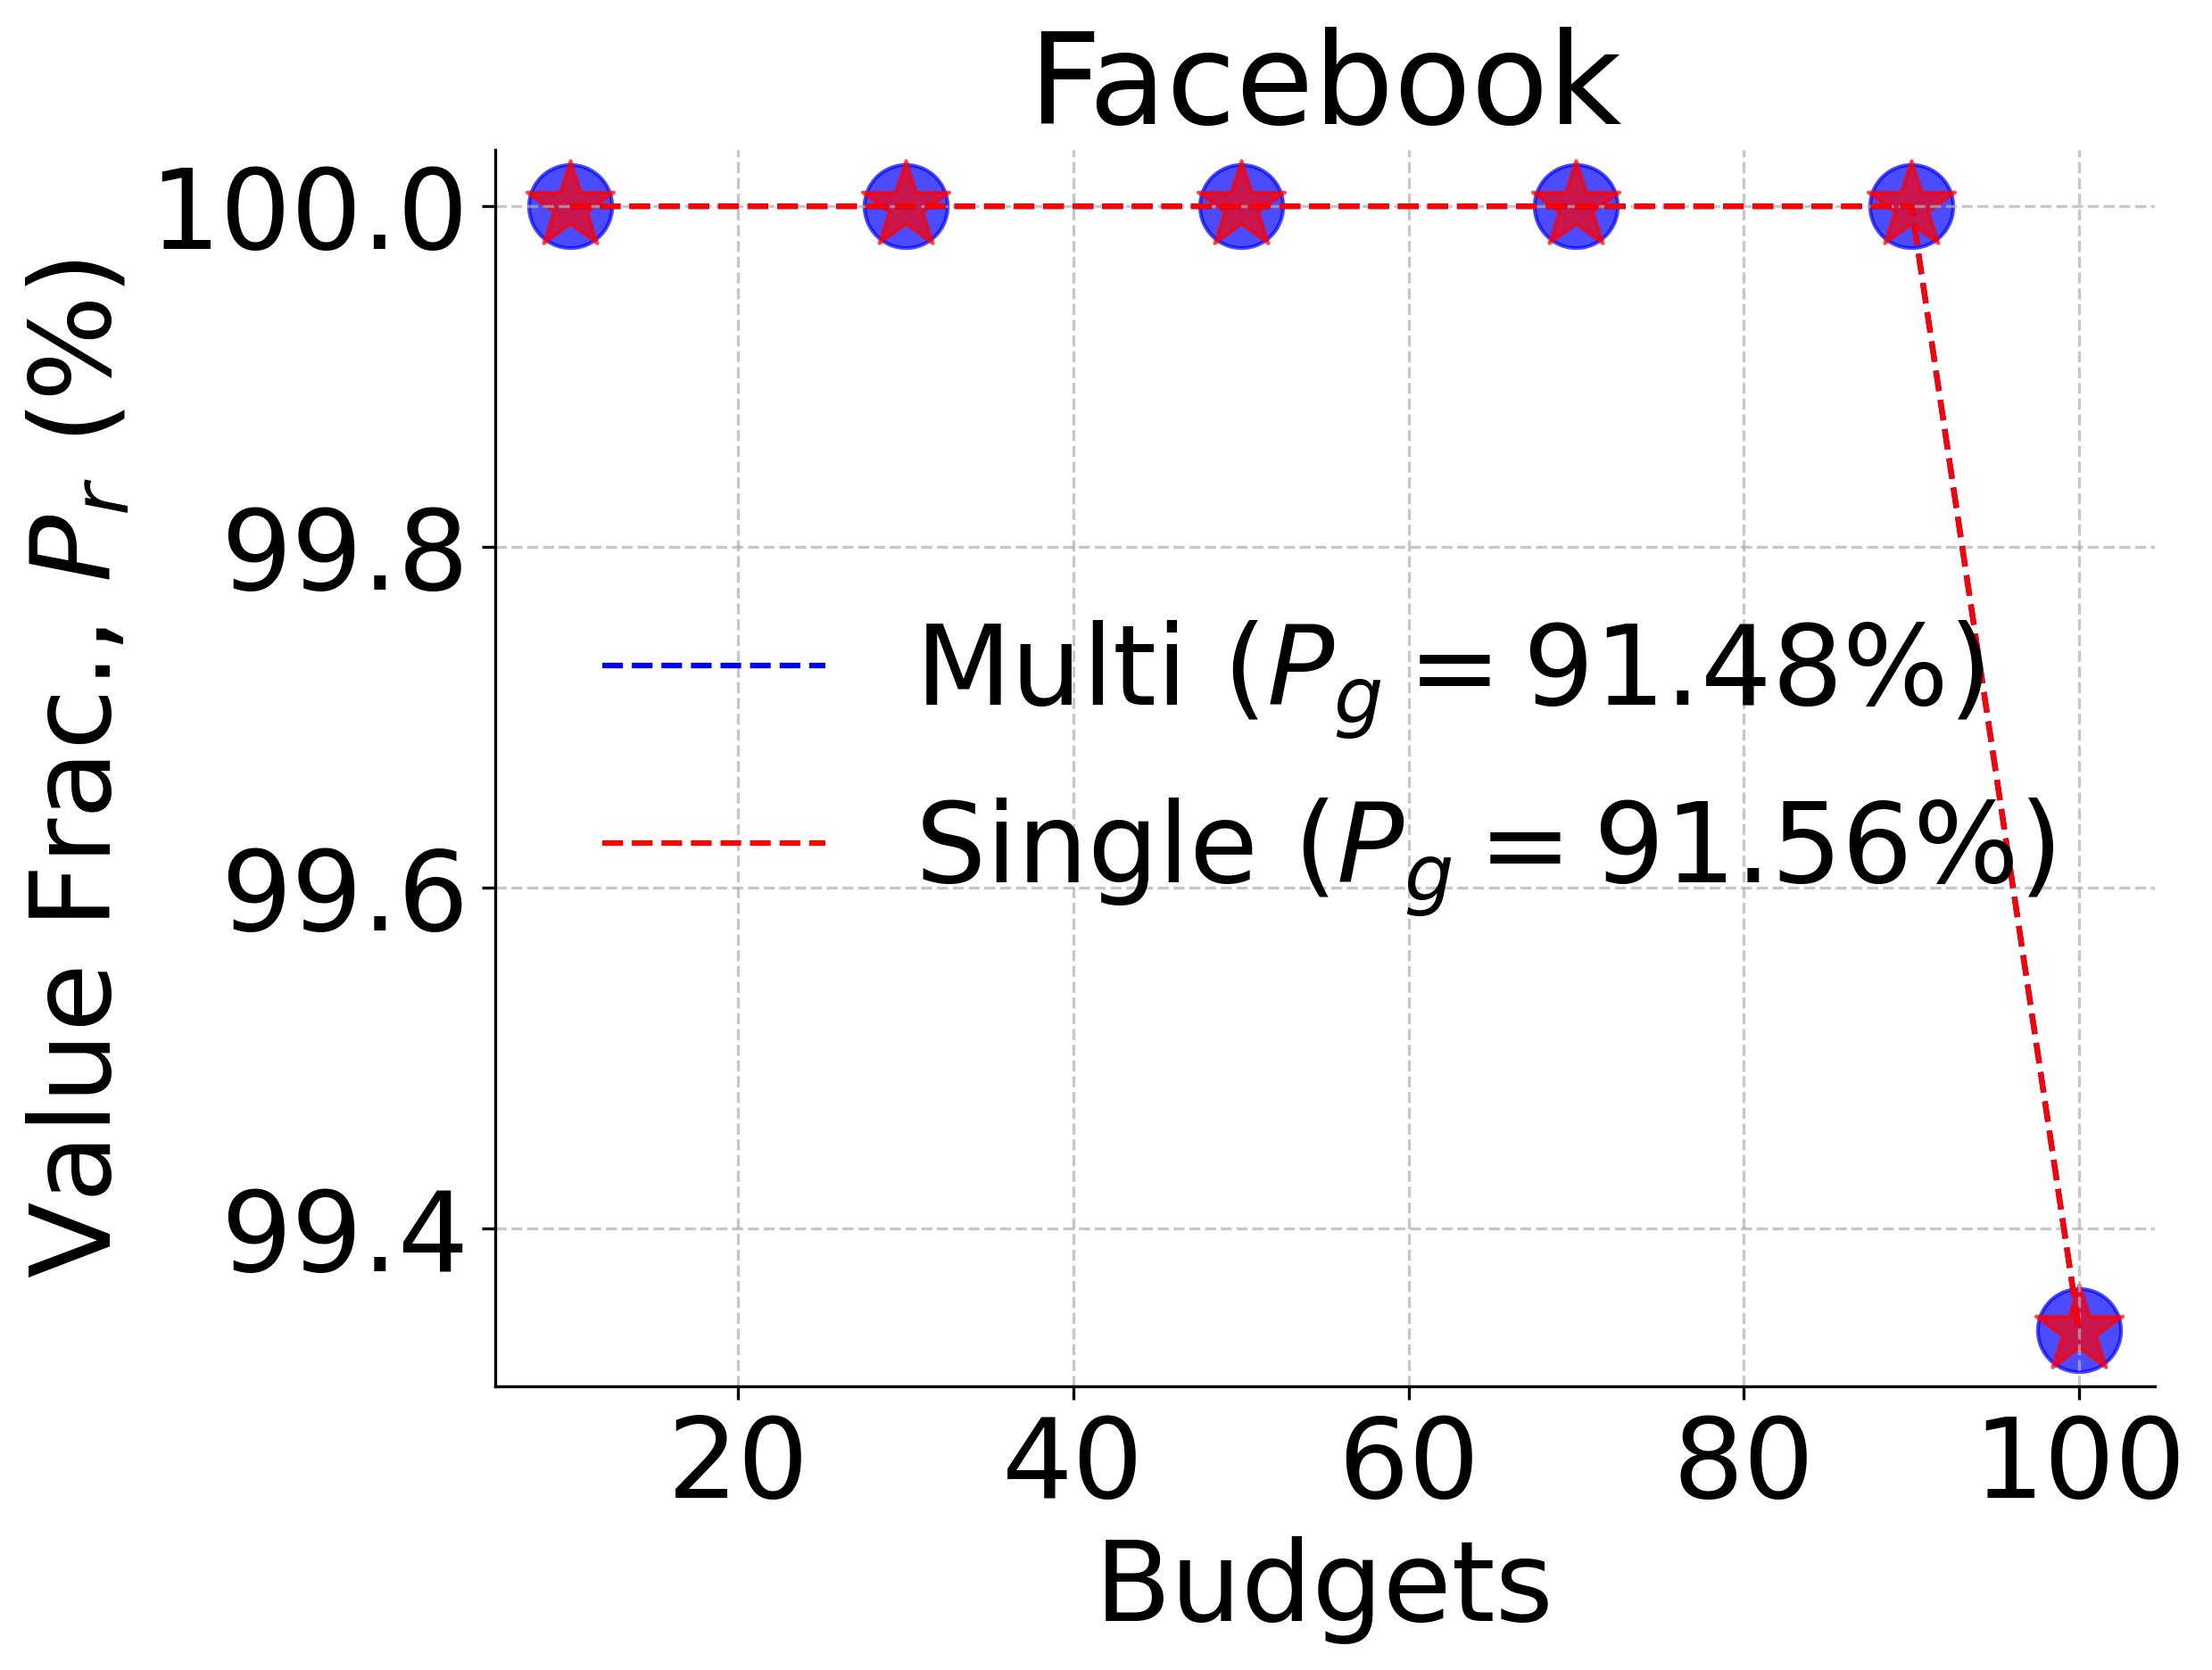 Facebook
Value Frac., P_r (%)
100.0
99.8
99.6
99.4
Multi (P_g = 91.48%)
Single (P_g = 91.56%)
20 40 60 80 100
Budgets